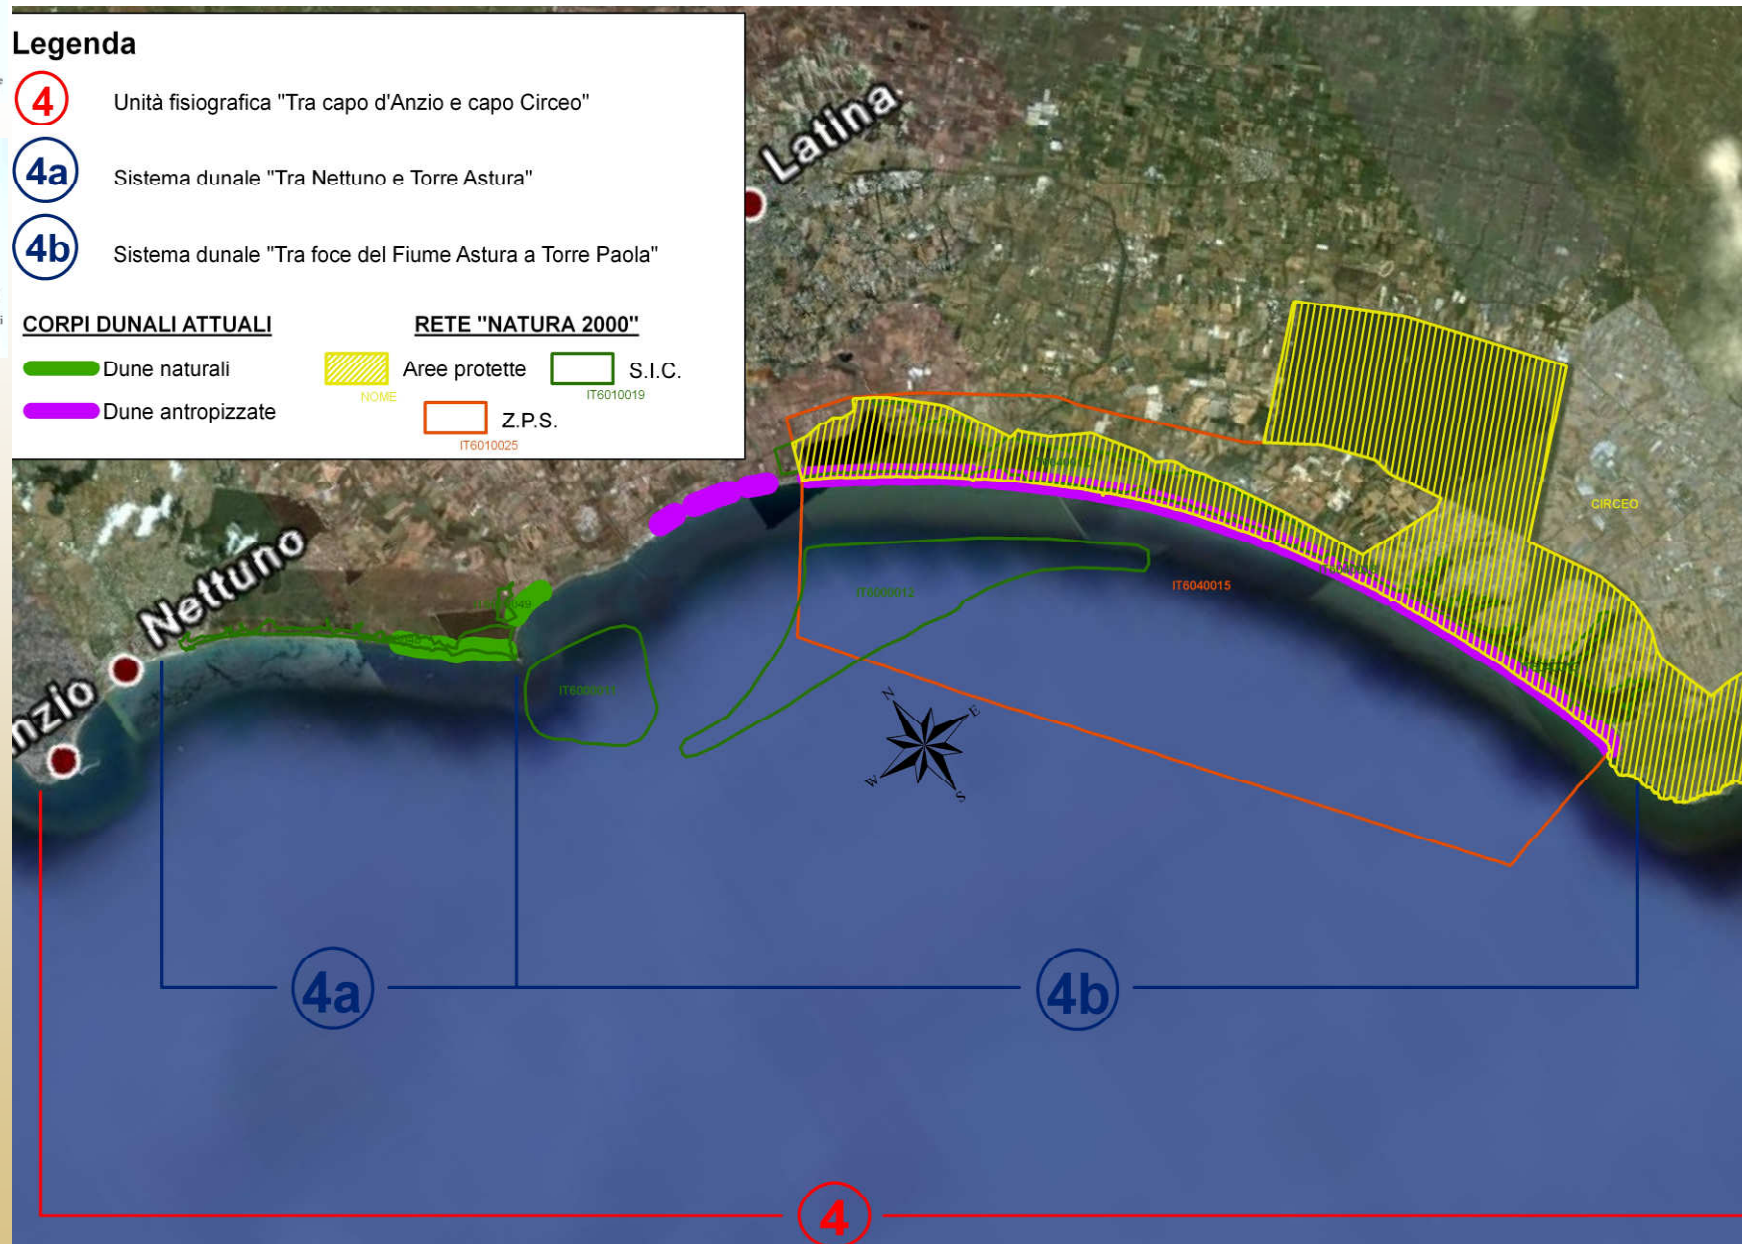 Legenda
4 Unità fisiografica "Tra capo d'Anzio e capo Circeo"
4a Sistema dunale "Tra Nettuno e Torre Astura"
4b Sistema dunale "Tra foce del Fiume Astura a Torre Paola"
CORPI DUNALI ATTUALI
RETE "NATURA 2000"
Dune naturali
Aree protette
S.I.C.
NOME
IT6010019
Dune antropizzate
Z.P.S.
IT6010025
Latina
CIRCEO
Nettuno
IT6040015
nzio
N
E
W
S
4a
4b
4